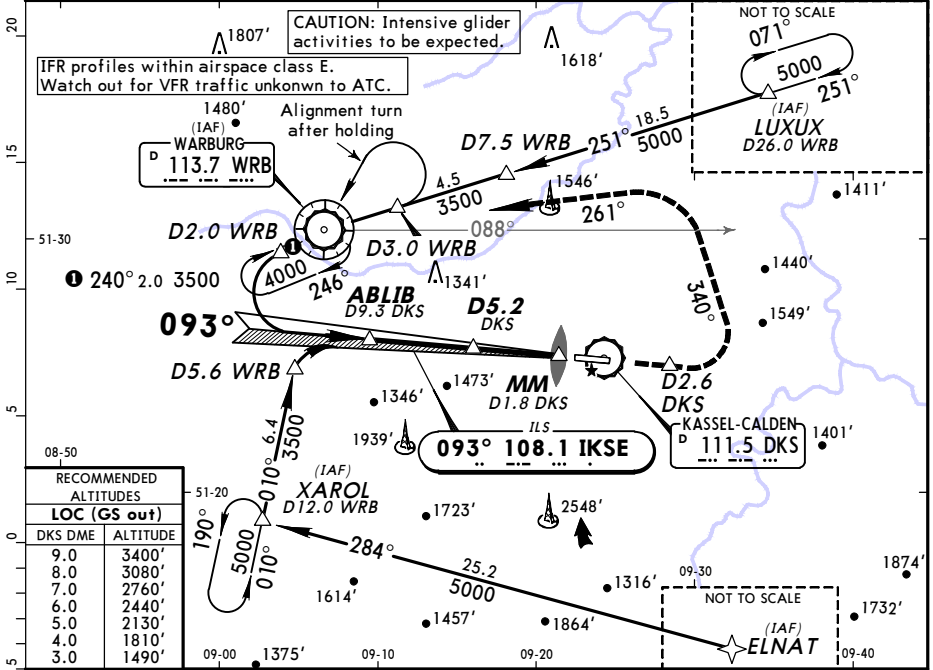 20
1807'
CAUTION: Intensive glider
activities to be expected.
1618'
NOT TO SCALE
071°
5000
251°
(IAF)
LUXUX
D26.0 WRB
IFR profiles within airspace class E.
Watch out for VFR traffic unkonwn to ATC.
1480'
(IAF)
WARBURG
D 113.7 WRB
Alignment turn
after holding
D7.5 WRB
251°
18.5
5000
15
4.5
3500
1546'
261°
1411'
51-30
D2.0 WRB
1
088°
D3.0 WRB
4000
246°
1 240° 2.0 3500
10
1341'
1440'
340°
1549'
ABLIB
D9.3 DKS
D5.2
DKS
093°
D5.6 WRB
MM
D1.8 DKS
D2.6
DKS
1473'
1346'
5
1939'
ILS
093° 108.1 IKSE
KASSEL-CALDEN
D 111.5 DKS
1401'
6.4
010°
3500
08-50
(IAF)
XAROL
D12.0 WRB
51-20
190°
5000
010°
1723'
2548'
284°
25.2
5000
09-30
1874'
1614'
1316'
1457'
1864'
1732'
NOT TO SCALE
(IAF)
ELNAT
RECOMMENDED
ALTITUDES
LOC (GS out)
DKS DME ALTITUDE
9.0 3400'
8.0 3080'
7.0 2760'
6.0 2440'
5.0 2130'
4.0 1810'
3.0 1490'
0
5
09-00
1375'
09-10
09-20
09-40